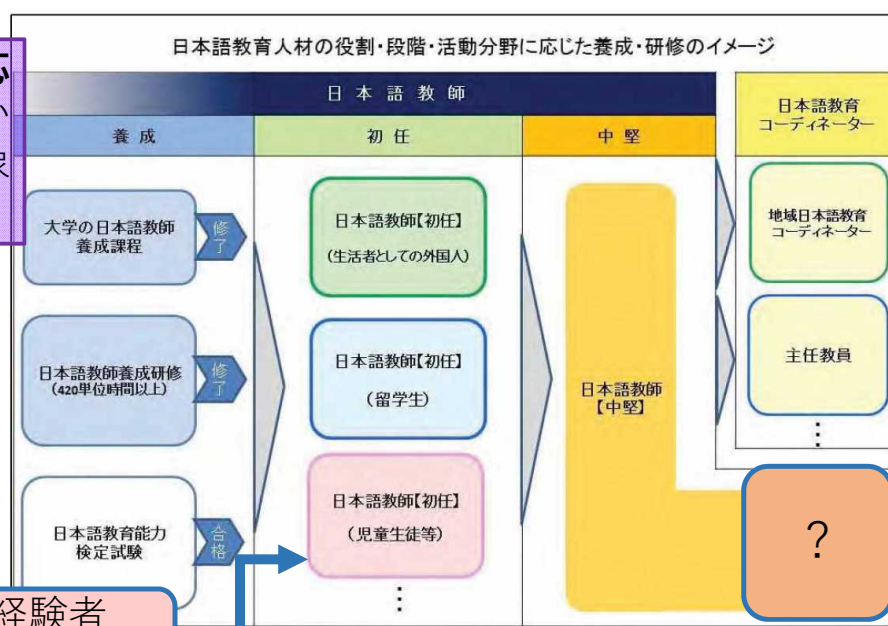 日本語教育人材の役割・段階・活動分野に応じた養成・研修のイメージ
日本語教師
養成
初任
中堅
日本語教育
コーディネーター
大学の日本語教師
養成課程
修了
日本語教師養成研修
(420単位時間以上)
修了
日本語教育能力
検定試験
合格
日本語教師【初任】
(生活者としての外国人)
日本語教師【初任】
(留学生)
日本語教師【初任】
(児童生徒等)
⋮
日本語教師
【中堅】
地域日本語教育
コーディネーター
主任教員
⋮
?
経験者